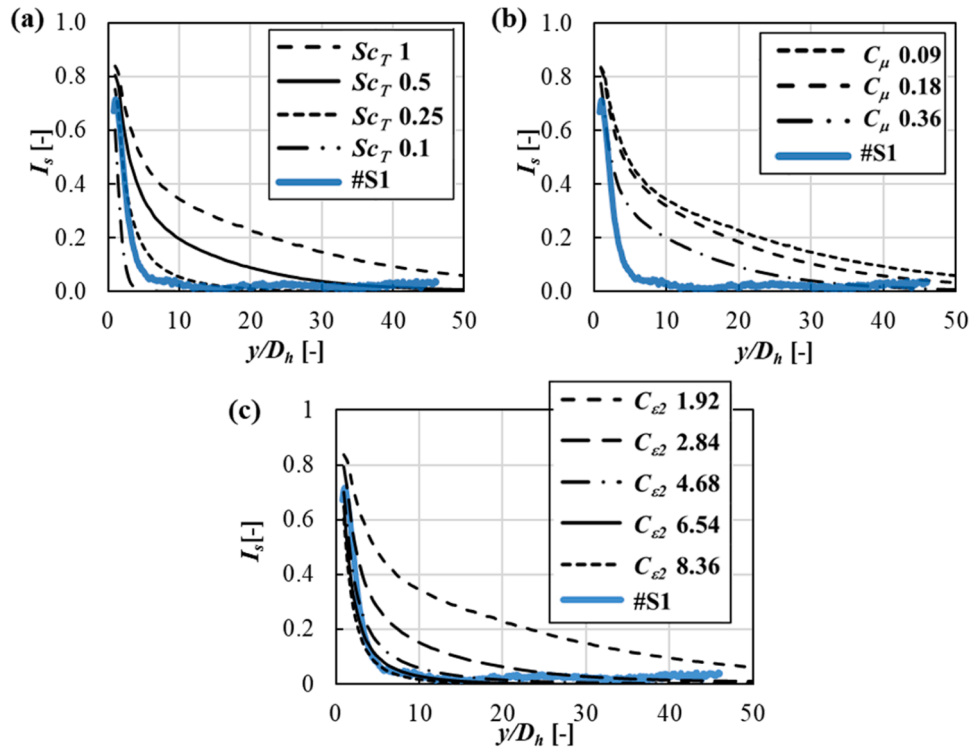 (a)
1.0
0.8
0.6
0.4
0.2
0.0
I_s [-]
0 10 20 30 40 50
y/D_h [-]
Sc_T 1
Sc_T 0.5
Sc_T 0.25
Sc_T 0.1
#S1
(b)
1.0
0.8
0.6
0.4
0.2
0.0
I_s [-]
0 10 20 30 40 50
y/D_h [-]
C_μ 0.09
C_μ 0.18
C_μ 0.36
#S1
(c)
1
0.8
0.6
0.4
0.2
0
I_s [-]
0 10 20 30 40 50
y/D_h [-]
C_ε2 1.92
C_ε2 2.84
C_ε2 4.68
C_ε2 6.54
C_ε2 8.36
#S1